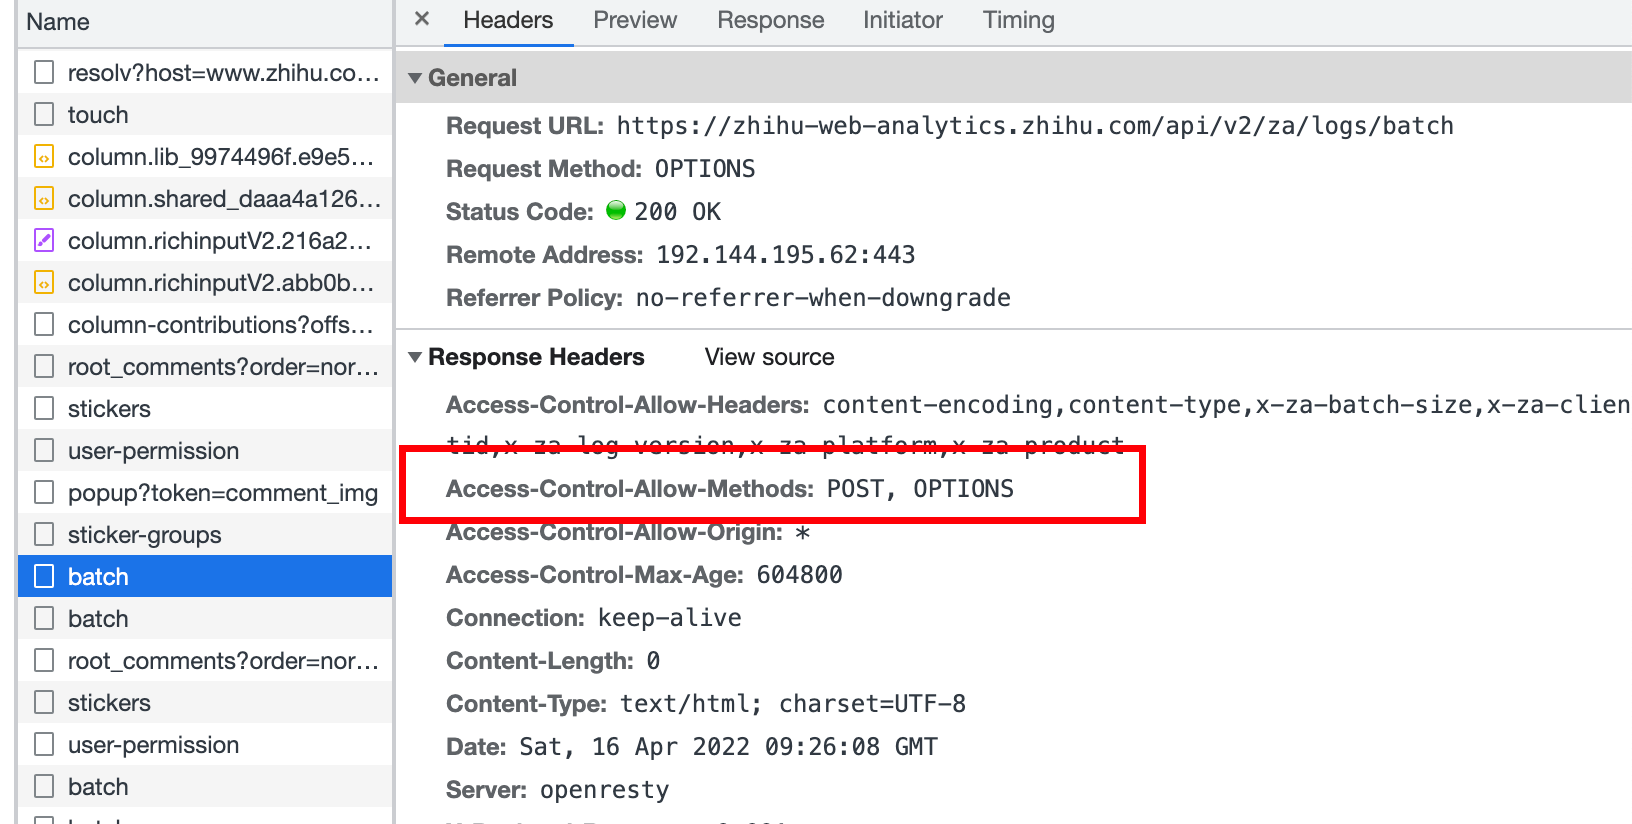 Name
resolv?host=www.zhihu.co...
touch
column.lib_9974496f.e9e5...
column.shared_daaa4a126...
column.richinputV2.216a2...
column.richinputV2.abb0b...
column-contributions?offs...
root_comments?order=nor...
stickers
user-permission
popup?token=comment_img
sticker-groups
batch
batch
root_comments?order=nor...
stickers
user-permission
batch
× Headers Preview Response Initiator Timing
General
Request URL: https://zhihu-web-analytics.zhihu.com/api/v2/za/logs/batch
Request Method: OPTIONS
Status Code: 200 OK
Remote Address: 192.144.195.62:443
Referrer Policy: no-referrer-when-downgrade
Response Headers View source
Access-Control-Allow-Headers: content-encoding,content-type,x-za-batch-size,x-za-clien
tid,x-za-log-version,x-za-platform,x-za-product
Access-Control-Allow-Methods: POST, OPTIONS
Access-Control-Allow-Origin: *
Access-Control-Max-Age: 604800
Connection: keep-alive
Content-Length: 0
Content-Type: text/html; charset=UTF-8
Date: Sat, 16 Apr 2022 09:26:08 GMT
Server: openresty